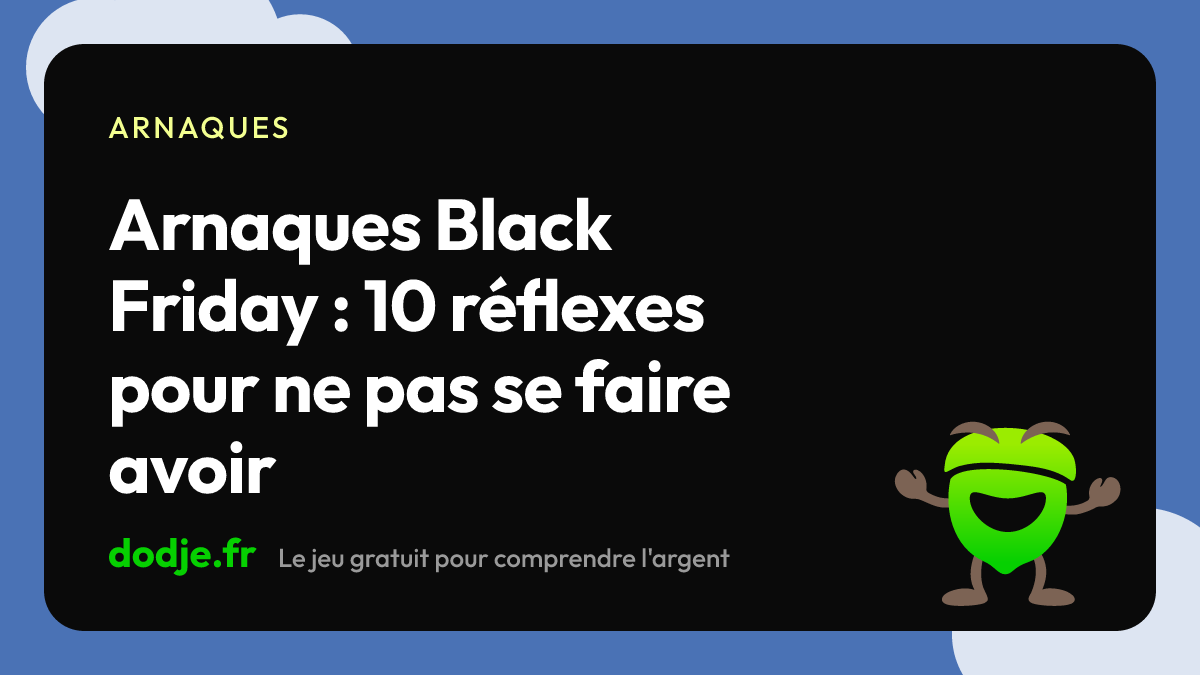 ARNAQUES
Arnaques Black
Friday : 10 réflexes
pour ne pas se faire
avoir
dodje.fr Le jeu gratuit pour comprendre l'argent